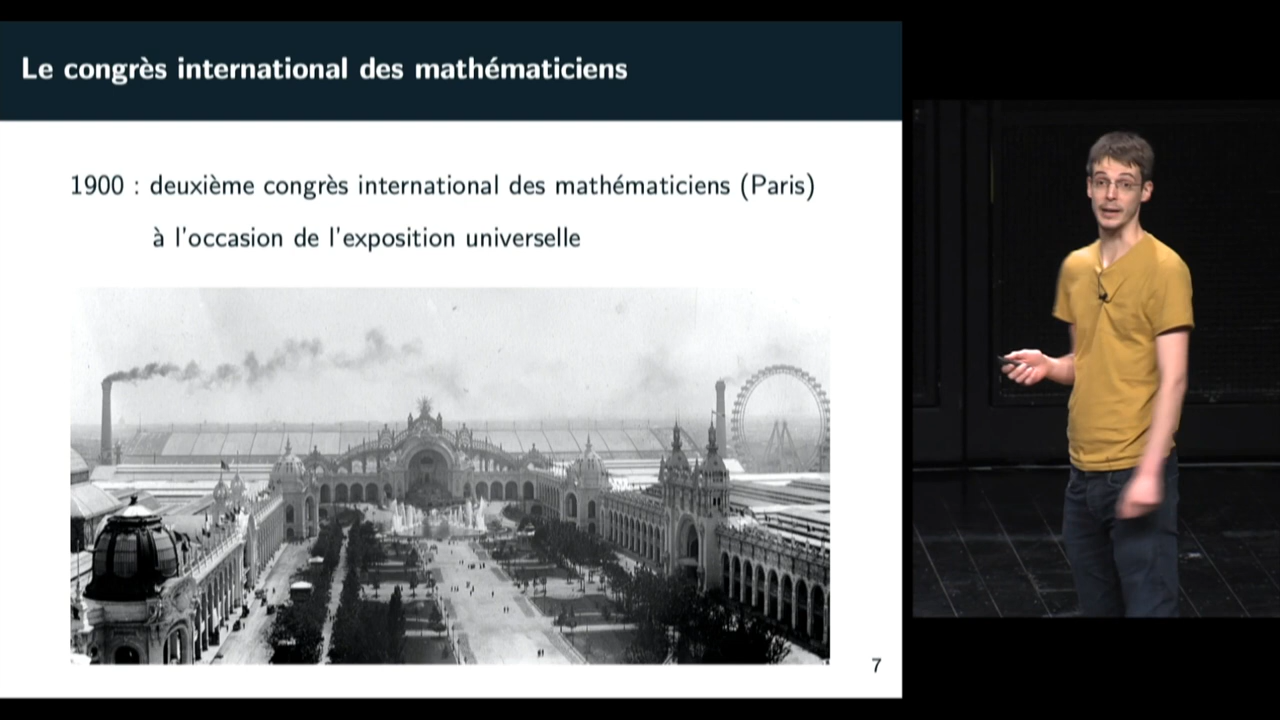 Le congrès international des mathématiciens
1900 : deuxième congrès international des mathématiciens (Paris)
à l'occasion de l'exposition universelle
7